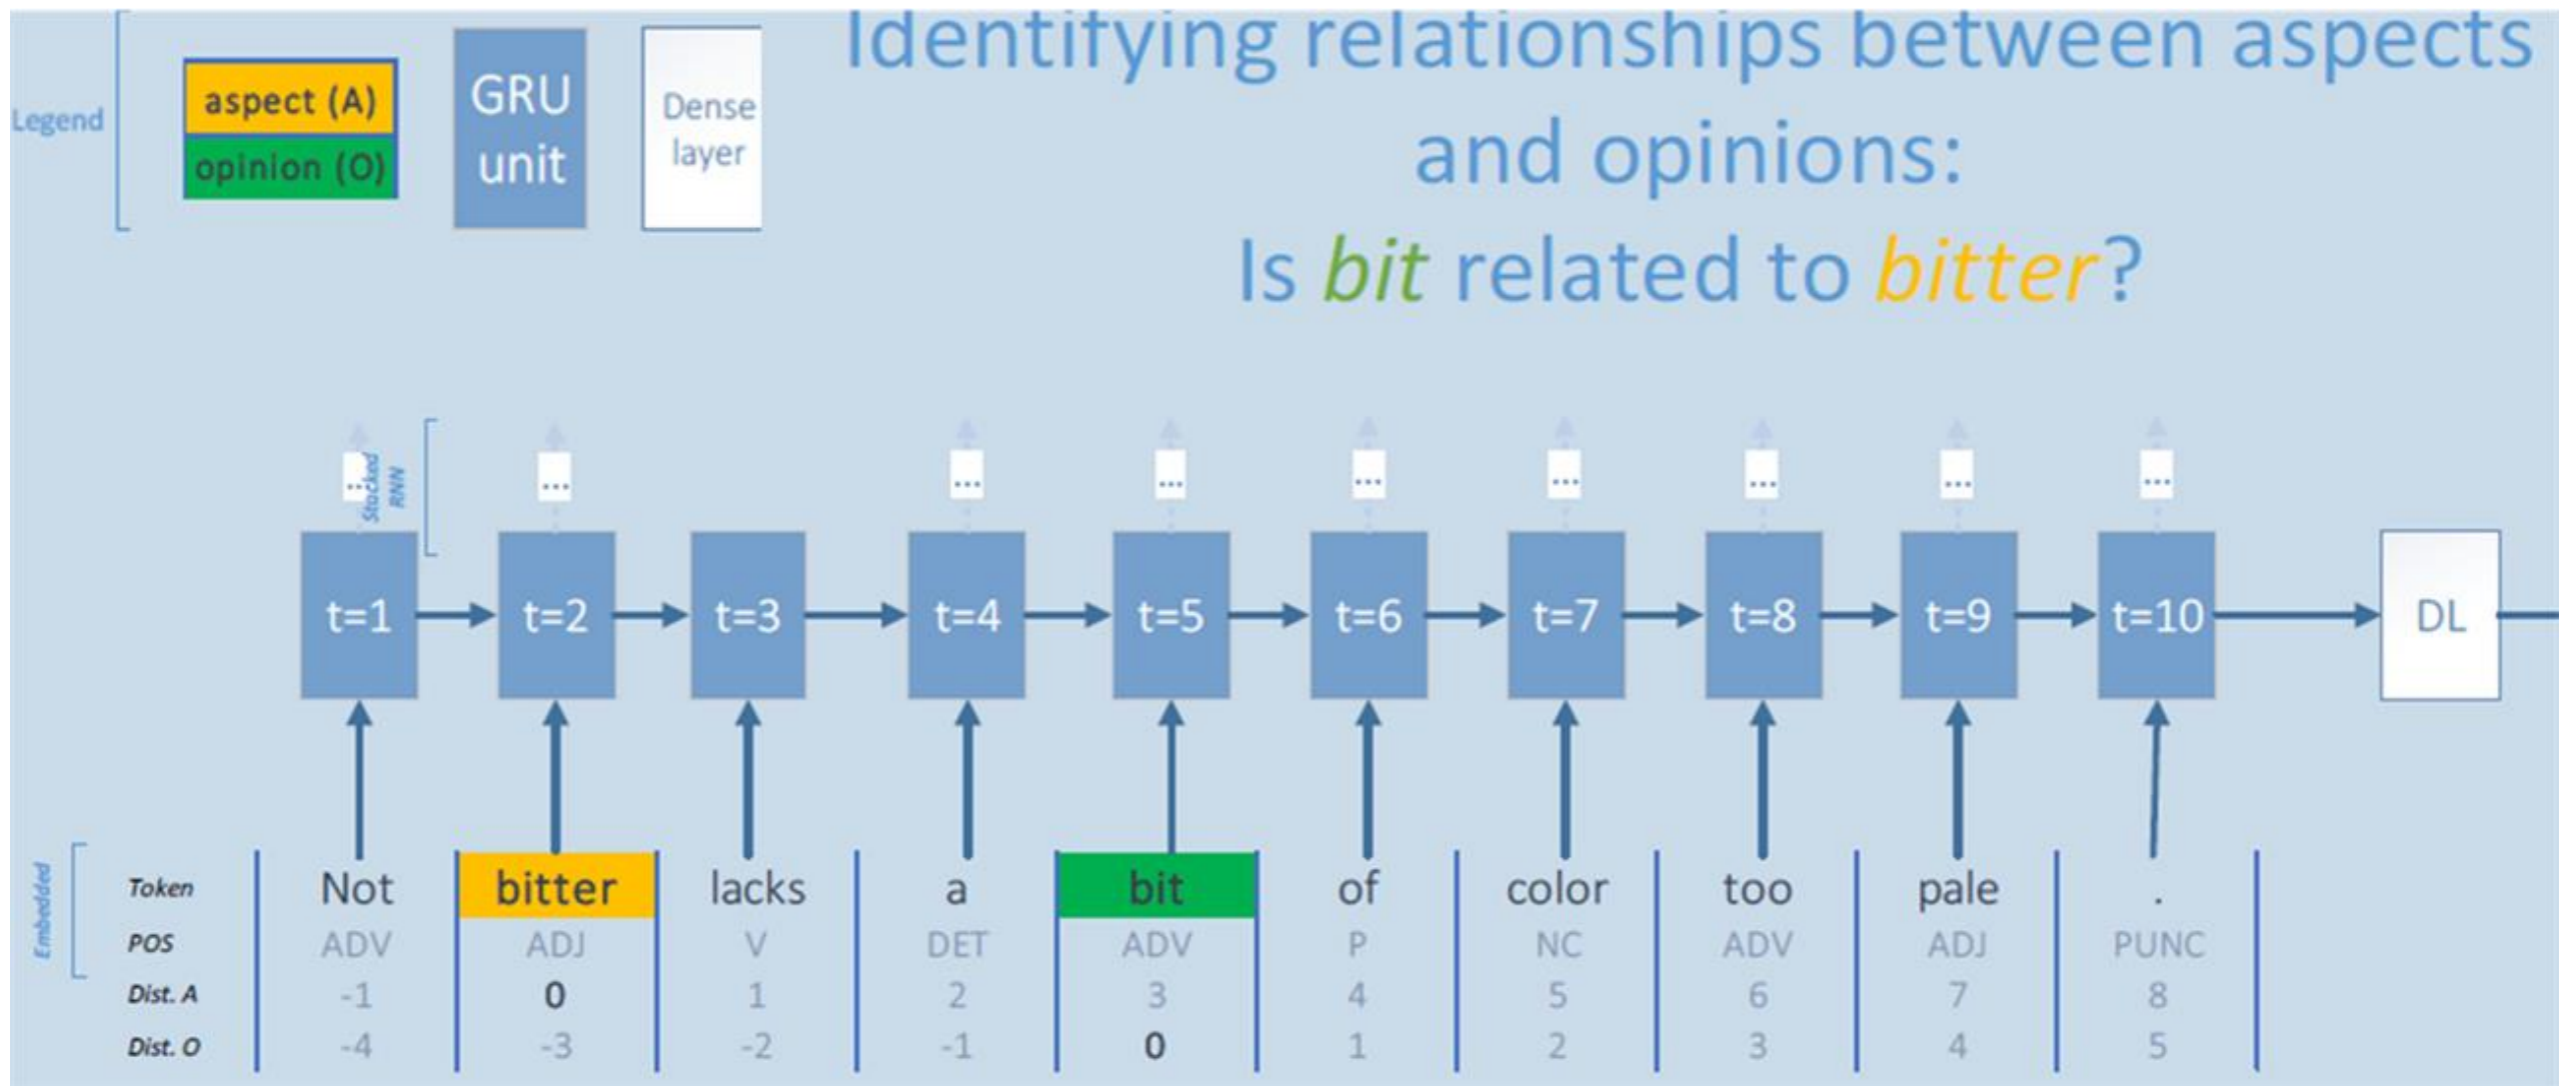 Identifying relationships between aspects
and opinions:
Is bit related to bitter?
Legend
aspect (A)
opinion (O)
GRU
unit
Dense
layer
... ... ... ... ... ... ... ... ...
Stacked
RNN
t=1 t=2 t=3 t=4 t=5 t=6 t=7 t=8 t=9 t=10 DL
Embedded
Token Not bitter lacks a bit of color too pale .
POS ADV ADJ V DET ADV P NC ADV ADJ PUNC
Dist. A -1 0 1 2 3 4 5 6 7 8
Dist. O -4 -3 -2 -1 0 1 2 3 4 5